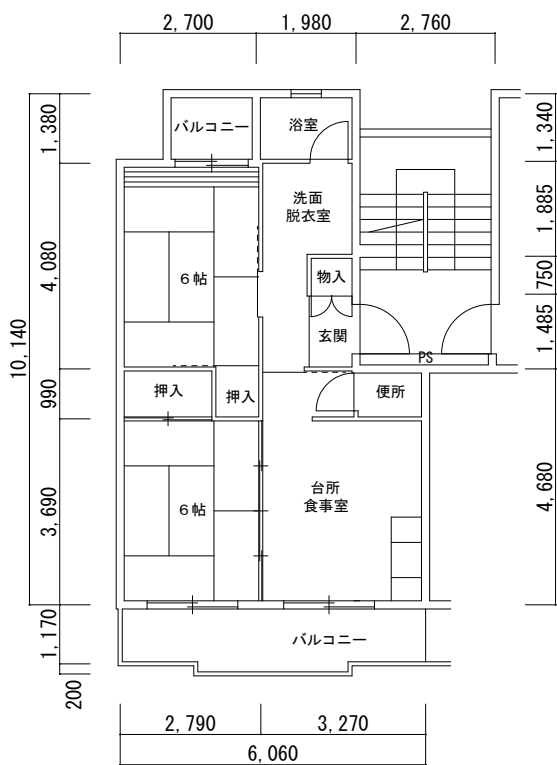 2,700
1,980
2,760
1,380
4,080
10,140
990
3,690
1,170
200
バルコニー
浴室
洗面
脱衣室
6帖
物入
玄関
PS
押入
押入
便所
6帖
台所
食事室
バルコニー
1,340
1,885
750
1,485
4,680
2,790
3,270
6,060